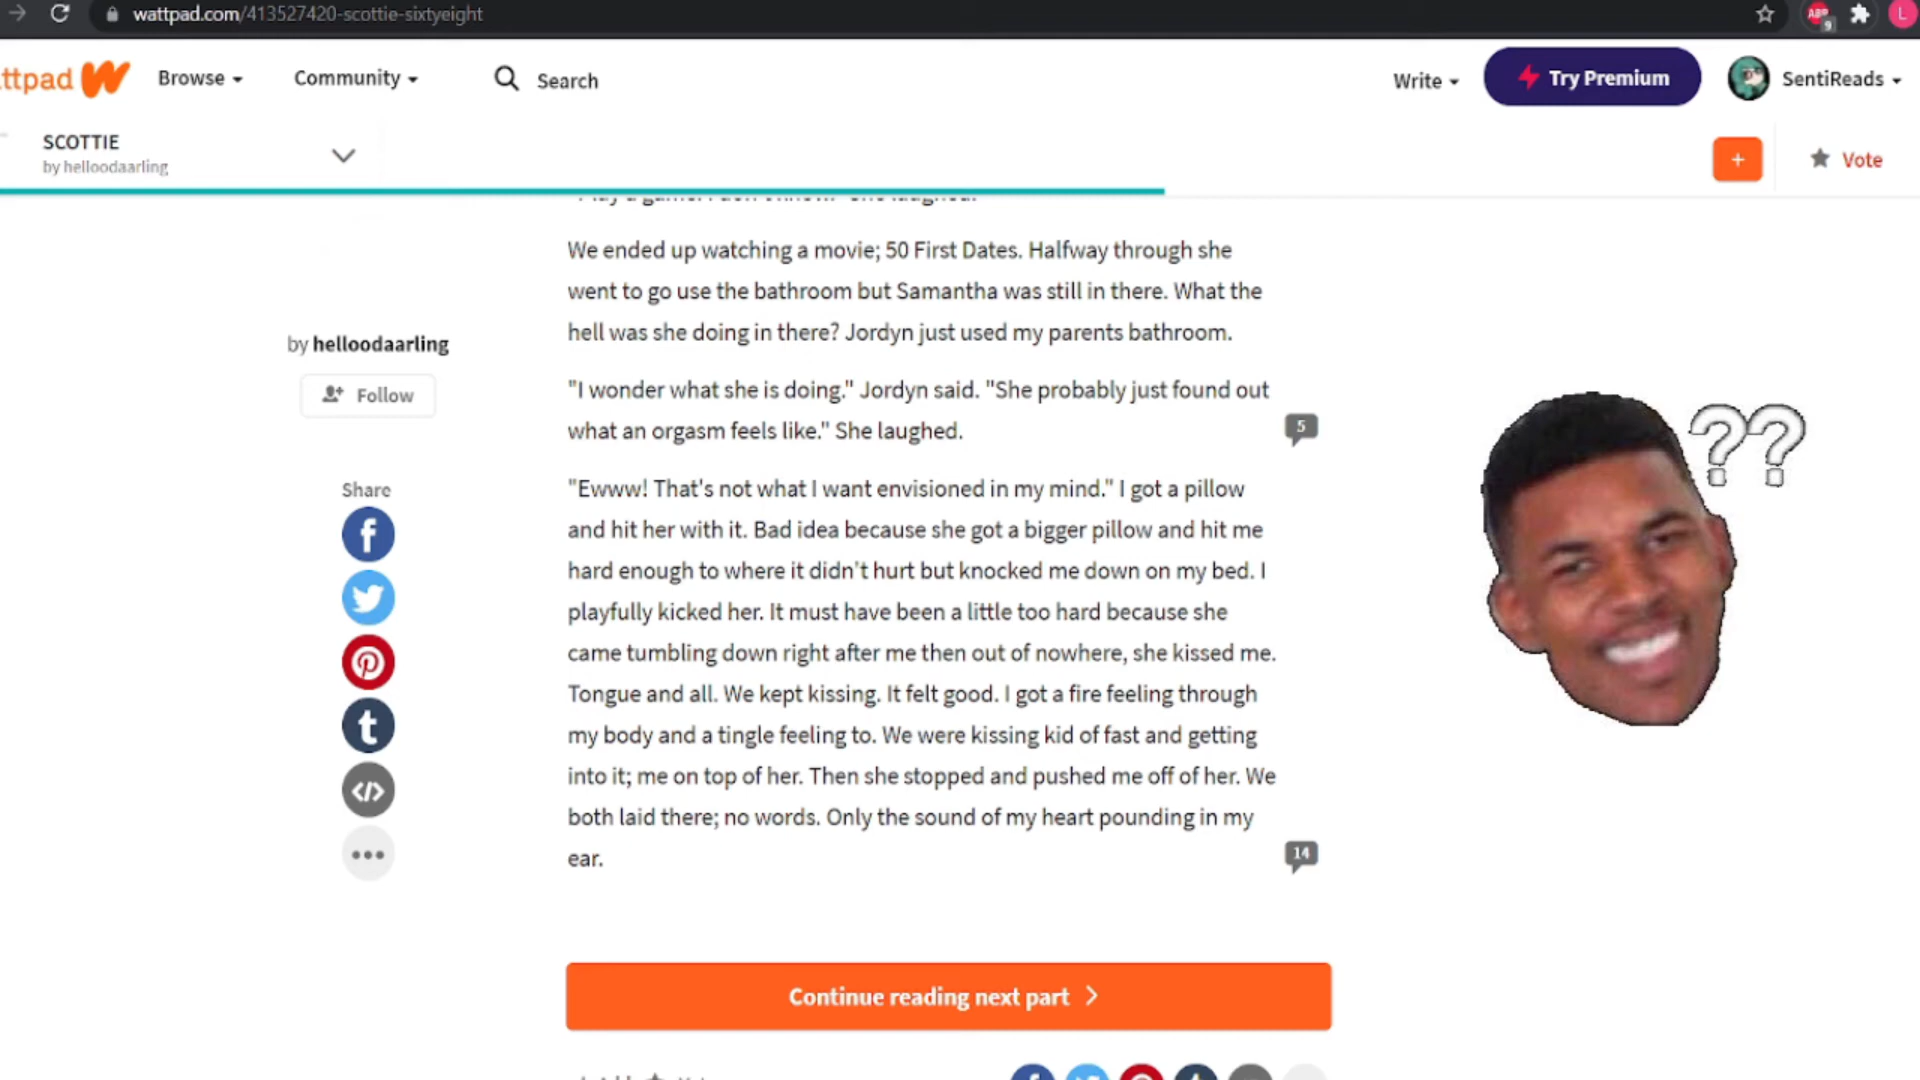 wattpad.com/413527420-scottie-sixtyeight
ABP
9
L
ttpad
Browse
Community
Search
Write
Try Premium
SentiReads
SCOTTIE
by helloodaarling
+
Vote
We ended up watching a movie; 50 First Dates. Halfway through she
went to go use the bathroom but Samantha was still in there. What the
hell was she doing in there? Jordyn just used my parents bathroom.
by helloodaarling
Follow
"I wonder what she is doing." Jordyn said. "She probably just found out
what an orgasm feels like." She laughed.
5
??
Share
"Ewww! That's not what I want envisioned in my mind." I got a pillow
and hit her with it. Bad idea because she got a bigger pillow and hit me
hard enough to where it didn't hurt but knocked me down on my bed. I
playfully kicked her. It must have been a little too hard because she
came tumbling down right after me then out of nowhere, she kissed me.
Tongue and all. We kept kissing. It felt good. I got a fire feeling through
my body and a tingle feeling to. We were kissing kid of fast and getting
into it; me on top of her. Then she stopped and pushed me off of her. We
both laid there; no words. Only the sound of my heart pounding in my
ear.
14
Continue reading next part